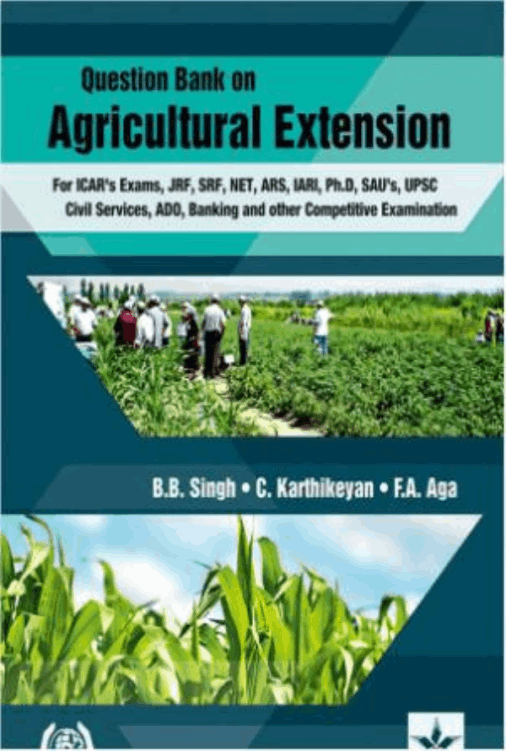 Question Bank on
Agricultural Extension
For ICAR's Exams, JRF, SRF, NET, ARS, IARI, Ph.D, SAU's, UPSC
Civil Services, ADO, Banking and other Competitive Examination
B.B. Singh • C. Karthikeyan • F.A. Aga